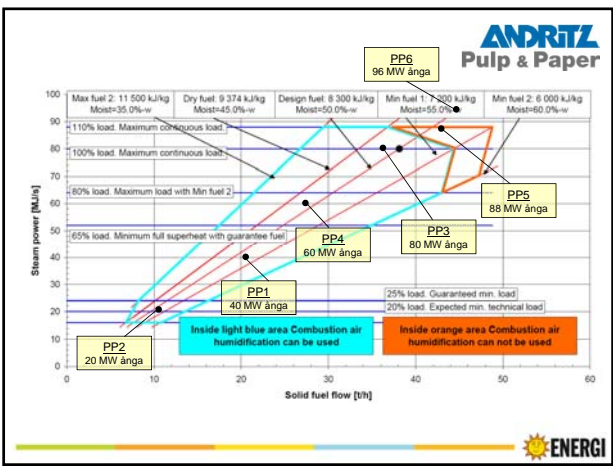 ANDRITZ
Pulp & Paper
PP6
96 MW ånga
Max fuel 2: 11 500 kJ/kg
Moist=35.0%-w
Dry fuel: 9 374 kJ/kg
Moist=45.0%-w
Design fuel: 8 300 kJ/kg
Moist=50.0%-w
Min fuel 1: 7 200 kJ/kg
Moist=55.0%
Min fuel 2: 6 000 kJ/kg
Moist=60.0%-w
100
90
80
70
60
50
40
30
20
10
0
Steam power [MJ/s]
110% load. Maximum continuous load.
100% load. Maximum continuous load.
80% load. Maximum load with Min fuel 2
65% load. Minimum full superheat with guarantee fuel
PP5
88 MW ånga
PP3
80 MW ånga
PP4
60 MW ånga
PP1
40 MW ånga
25% load. Guaranteed min. load
20% load. Expected min. technical load
PP2
20 MW ånga
Inside light blue area Combustion air
humidification can be used
Inside orange area Combustion air
humidification can not be used
0
10
20
30
40
50
60
Solid fuel flow [t/h]
ENERGI